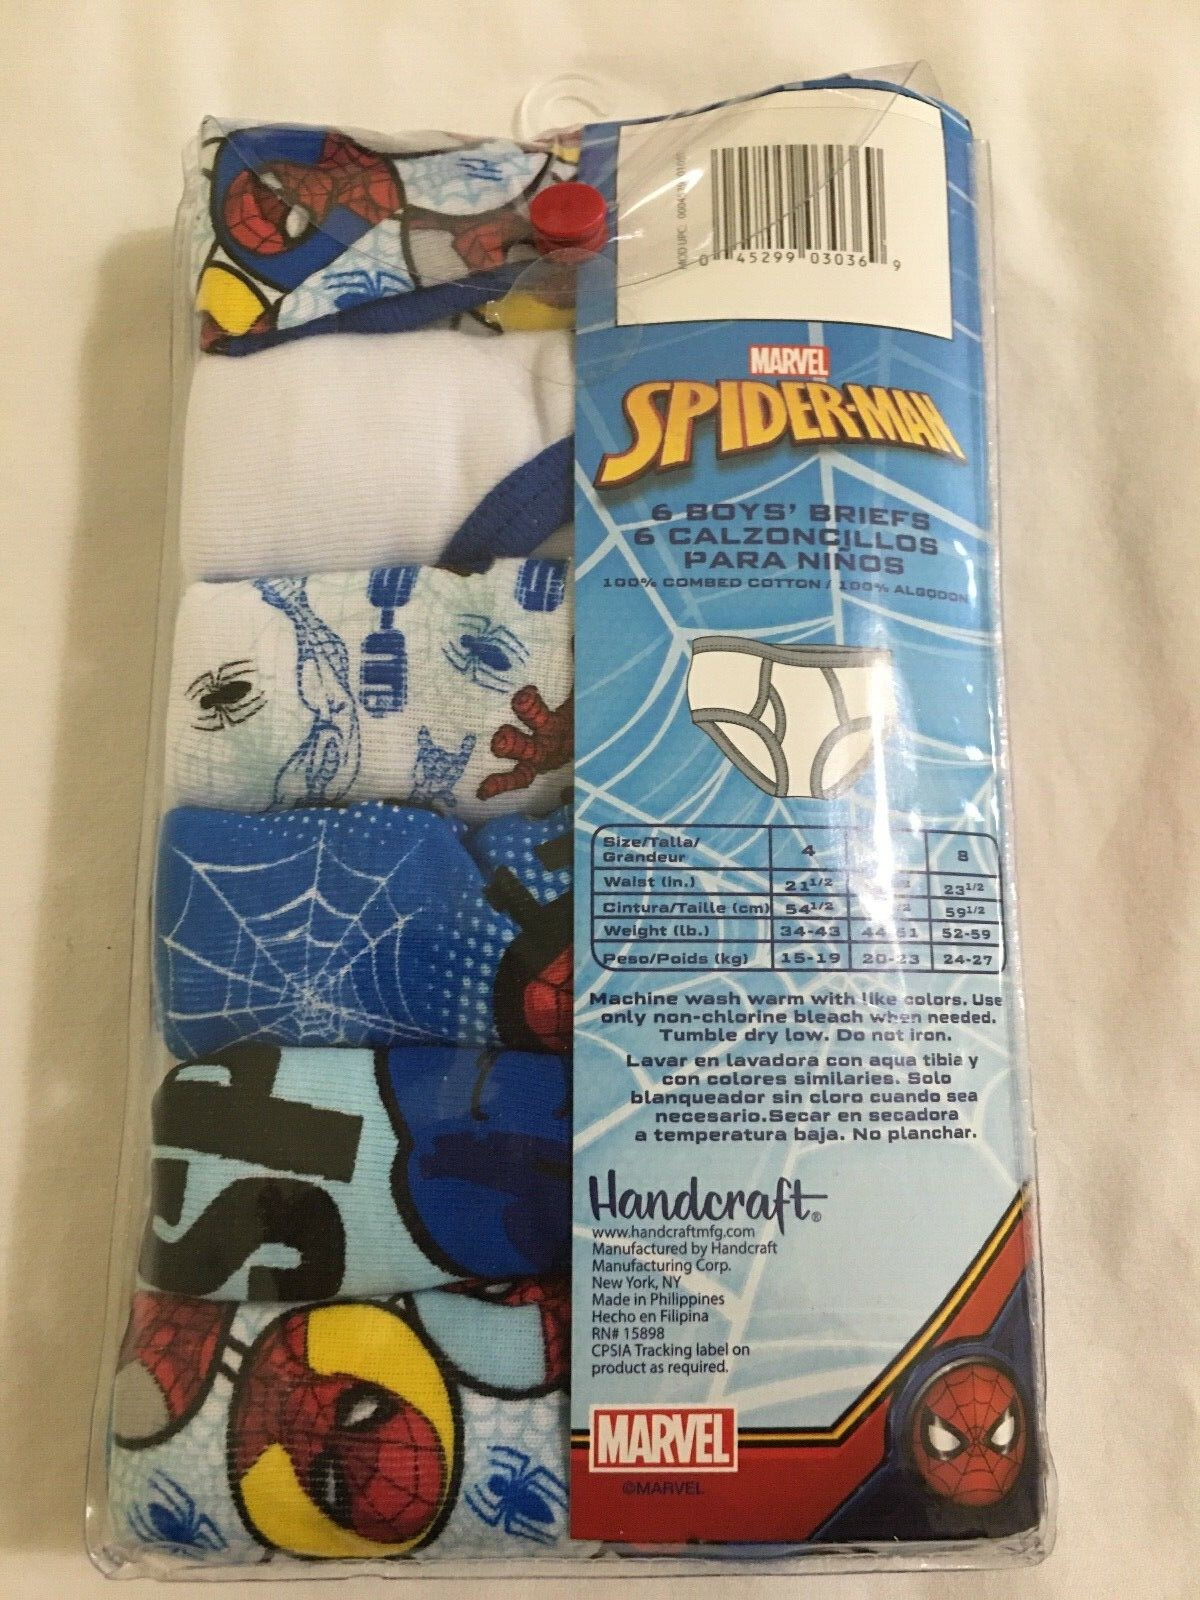 0 45299 03036 9
MARVEL
SPIDER-MAN
6 BOYS' BRIEFS
6 CALZONCILLOS
PARA NIÑOS
100% COMBED COTTON / 100% ALGODON
Size/Talla/
Grandeur 4 8
Waist (in.) 21 1/2 23 1/2
Cintura/Taille (cm) 54 1/2 59 1/2
Weight (lb.) 34-43 44-51 52-59
Peso/Poids (kg) 15-19 20-23 24-27
Machine wash warm with like colors. Use
only non-chlorine bleach when needed.
Tumble dry low. Do not iron.
Lavar en lavadora con aqua tibia y
con colores similaries. Solo
blanqueador sin cloro cuando sea
necesario.Secar en secadora
a temperatura baja. No planchar.
Handcraft®
www.handcraftmfg.com
Manufactured by Handcraft
Manufacturing Corp.
New York, NY
Made in Philippines
Hecho en Filipina
RN# 15898
CPSIA Tracking label on
product as required.
MARVEL
©MARVEL